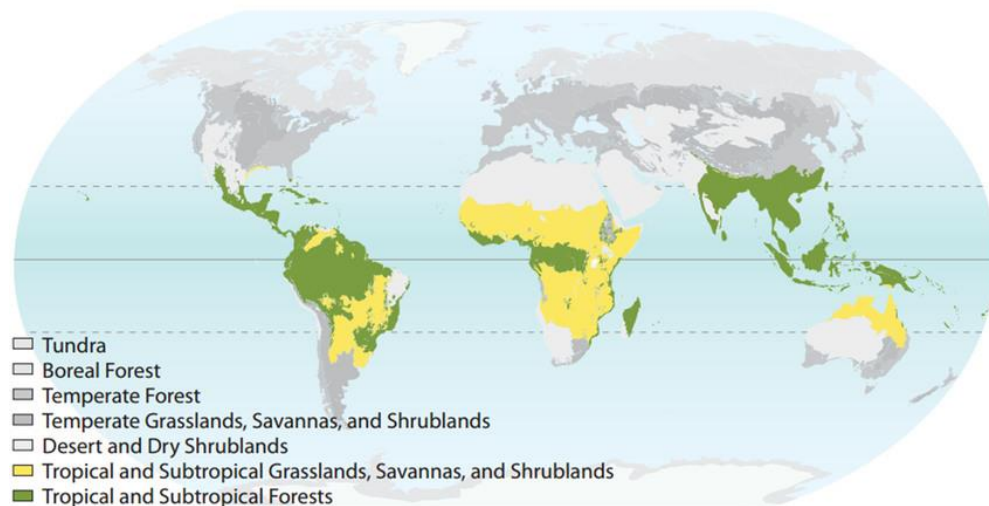 Tundra
Boreal Forest
Temperate Forest
Temperate Grasslands, Savannas, and Shrublands
Desert and Dry Shrublands
Tropical and Subtropical Grasslands, Savannas, and Shrublands
Tropical and Subtropical Forests